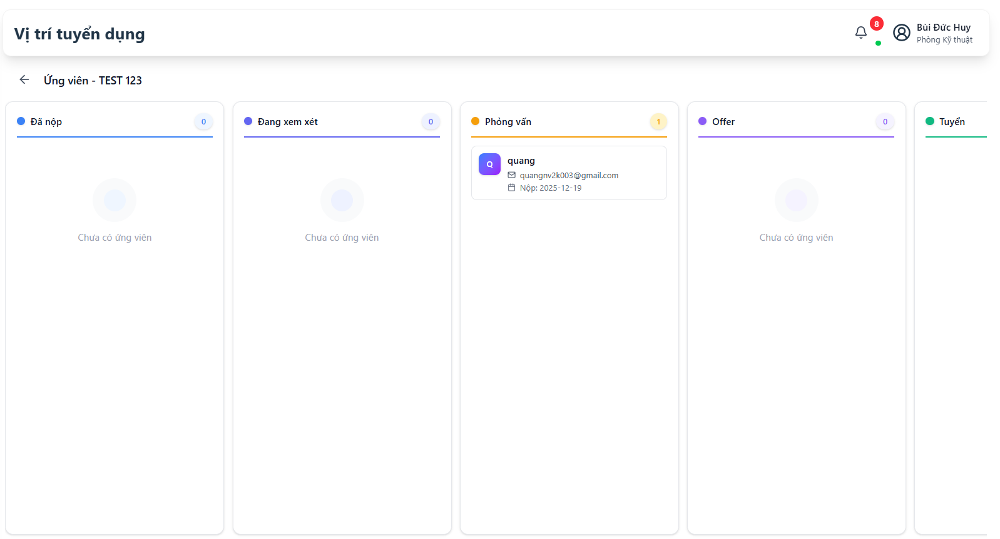 Vị trí tuyển dụng
8
Bùi Đức Huy
Phòng Kỹ thuật
Ứng viên - TEST 123
Đã nộp
0
Chưa có ứng viên
Đang xem xét
0
Chưa có ứng viên
Phỏng vấn
1
Q
quang
quangnv2k003@gmail.com
Nộp: 2025-12-19
Offer
0
Chưa có ứng viên
Tuyển